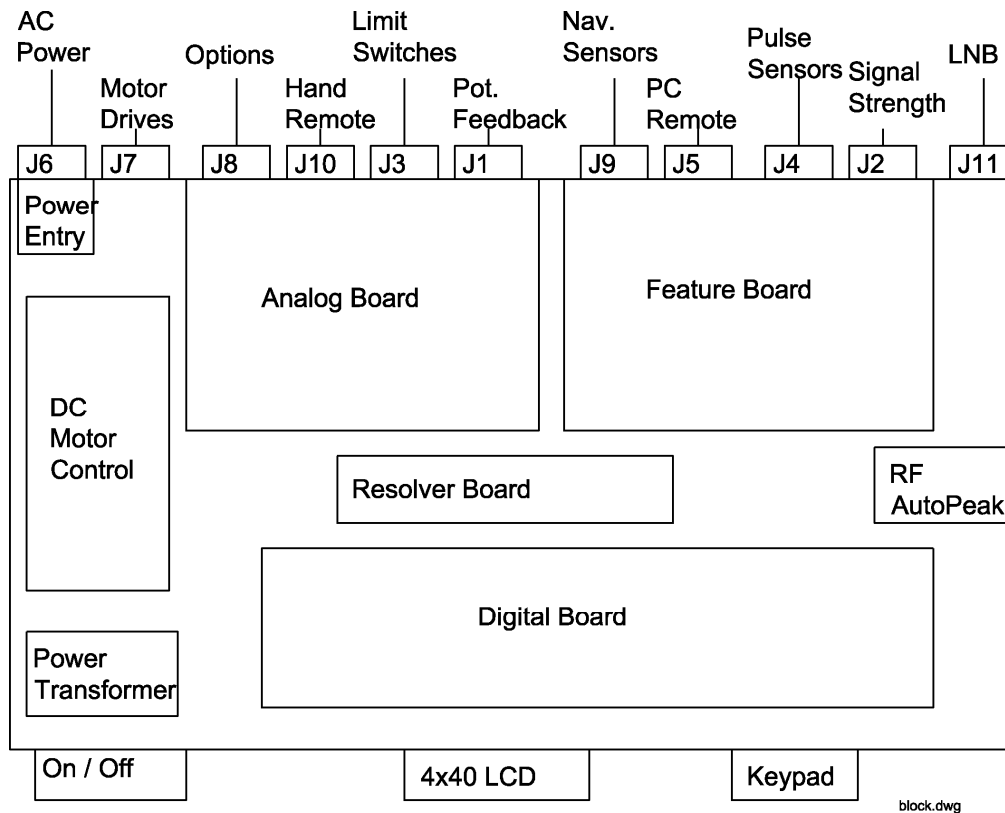 AC
Power
Motor
Drives
Options
Hand
Remote
Limit
Switches
Pot.
Feedback
Nav.
Sensors
PC
Remote
Pulse
Sensors
Signal
Strength
LNB
J6
J7
J8
J10
J3
J1
J9
J5
J4
J2
J11
Power
Entry
Analog Board
Feature Board
DC
Motor
Control
Resolver Board
RF
AutoPeak
Digital Board
Power
Transformer
On / Off
4x40 LCD
Keypad
block.dwg